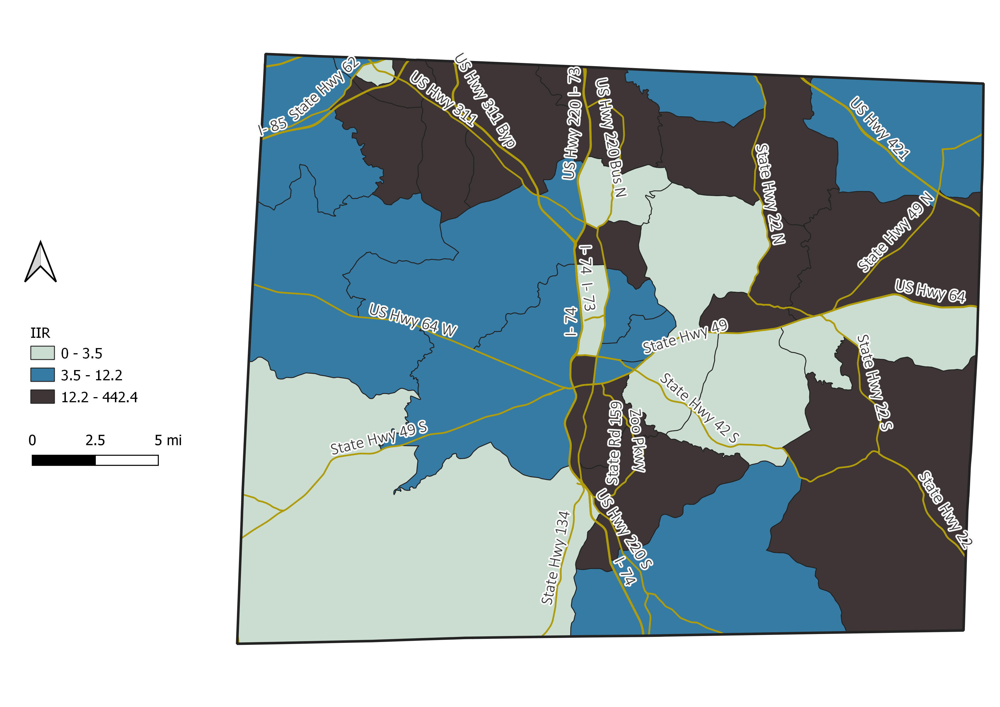 State Hwy 62
I- 85
US Hwy 311
US Hwy 311 Byp
US Hwy 220 I- 73
US Hwy 220 Bus N
US Hwy 421
State Hwy 22 N
State Hwy 49 N
I- 74 I- 73
US Hwy 64
I- 74
US Hwy 64 W
State Hwy 49
State Hwy 42 S
State Hwy 22 S
State Rd 159
Zoo Pkwy
State Hwy 49 S
State Hwy 134
US Hwy 220 S
I- 74
State Hwy 22
IIR
0 - 3.5
3.5 - 12.2
12.2 - 442.4
0 2.5 5 mi